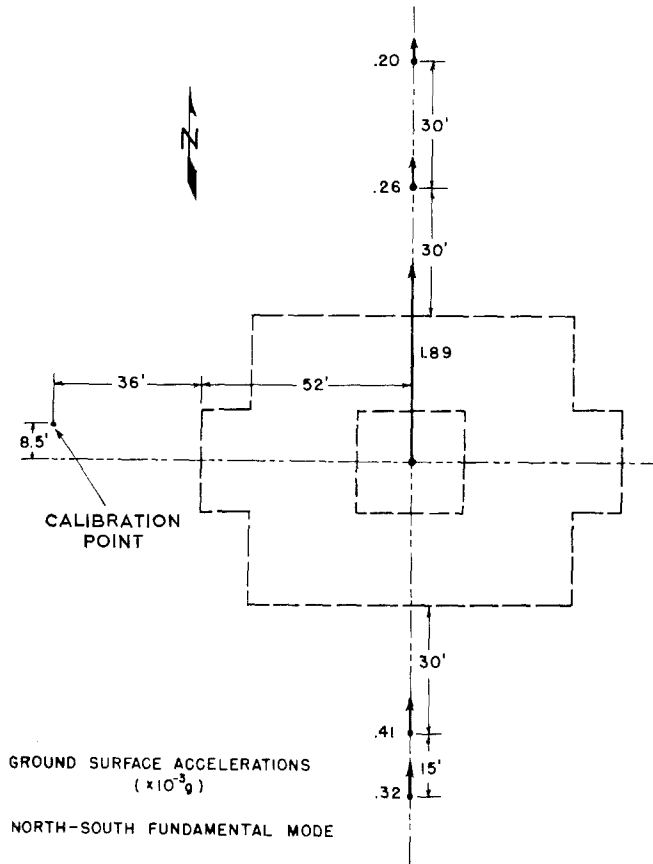 .20
30'
N
.26
30'
1.89
36'
52'
8.5'
CALIBRATION
POINT
30'
.41
15'
.32
GROUND SURFACE ACCELERATIONS
(×10⁻³g)
NORTH-SOUTH FUNDAMENTAL MODE